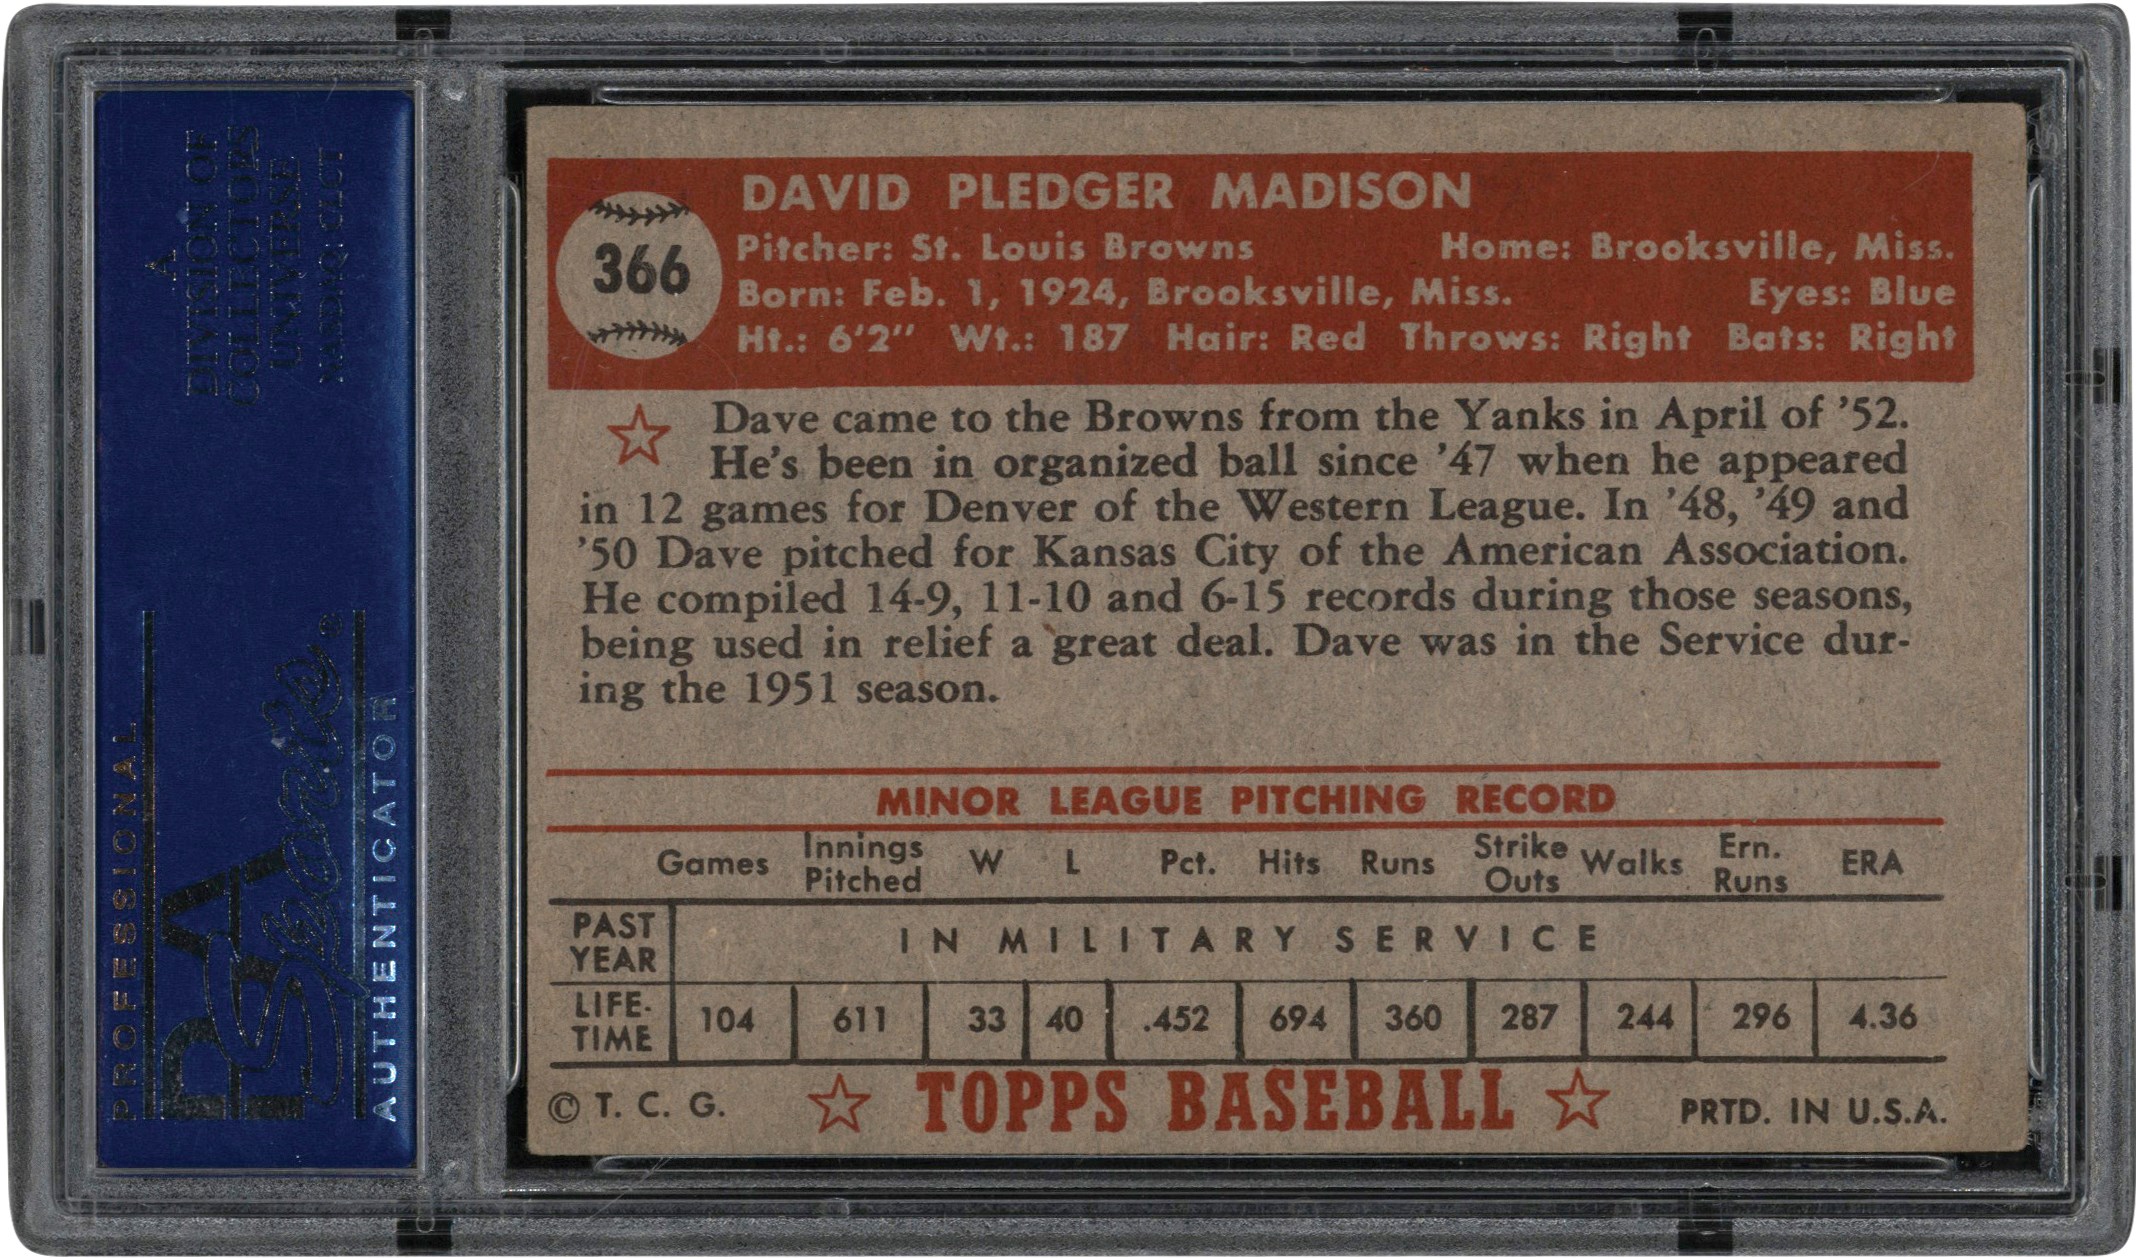 A
DIVISION OF
COLLECTORS
UNIVERSE
NASDAQ: CLCT
PROFESSIONAL
PSA
Sports
AUTHENTICATOR
DAVID PLEDGER MADISON
366
Pitcher: St. Louis Browns Home: Brooksville, Miss.
Born: Feb. 1, 1924, Brooksville, Miss. Eyes: Blue
Ht.: 6'2" Wt.: 187 Hair: Red Throws: Right Bats: Right
Dave came to the Browns from the Yanks in April of '52.
He's been in organized ball since '47 when he appeared
in 12 games for Denver of the Western League. In '48, '49 and
'50 Dave pitched for Kansas City of the American Association.
He compiled 14-9, 11-10 and 6-15 records during those seasons,
being used in relief a great deal. Dave was in the Service dur-
ing the 1951 season.
MINOR LEAGUE PITCHING RECORD
Games Innings Pitched W L Pct. Hits Runs Strike Outs Walks Ern. Runs ERA
PAST YEAR IN MILITARY SERVICE
LIFE-TIME 104 611 33 40 .452 694 360 287 244 296 4.36
© T. C. G. TOPPS BASEBALL PRTD. IN U.S.A.